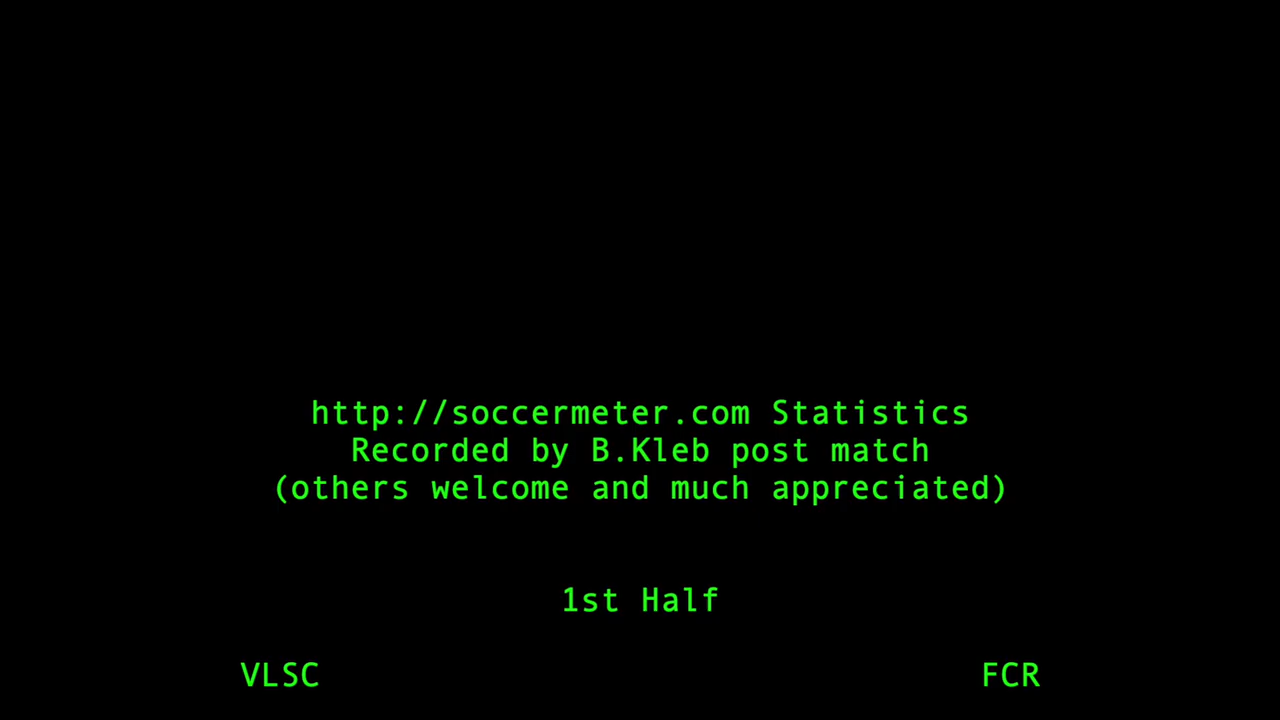 http://soccermeter.com Statistics
Recorded by B.Kleb post match
(others welcome and much appreciated)
1st Half
VLSC FCR